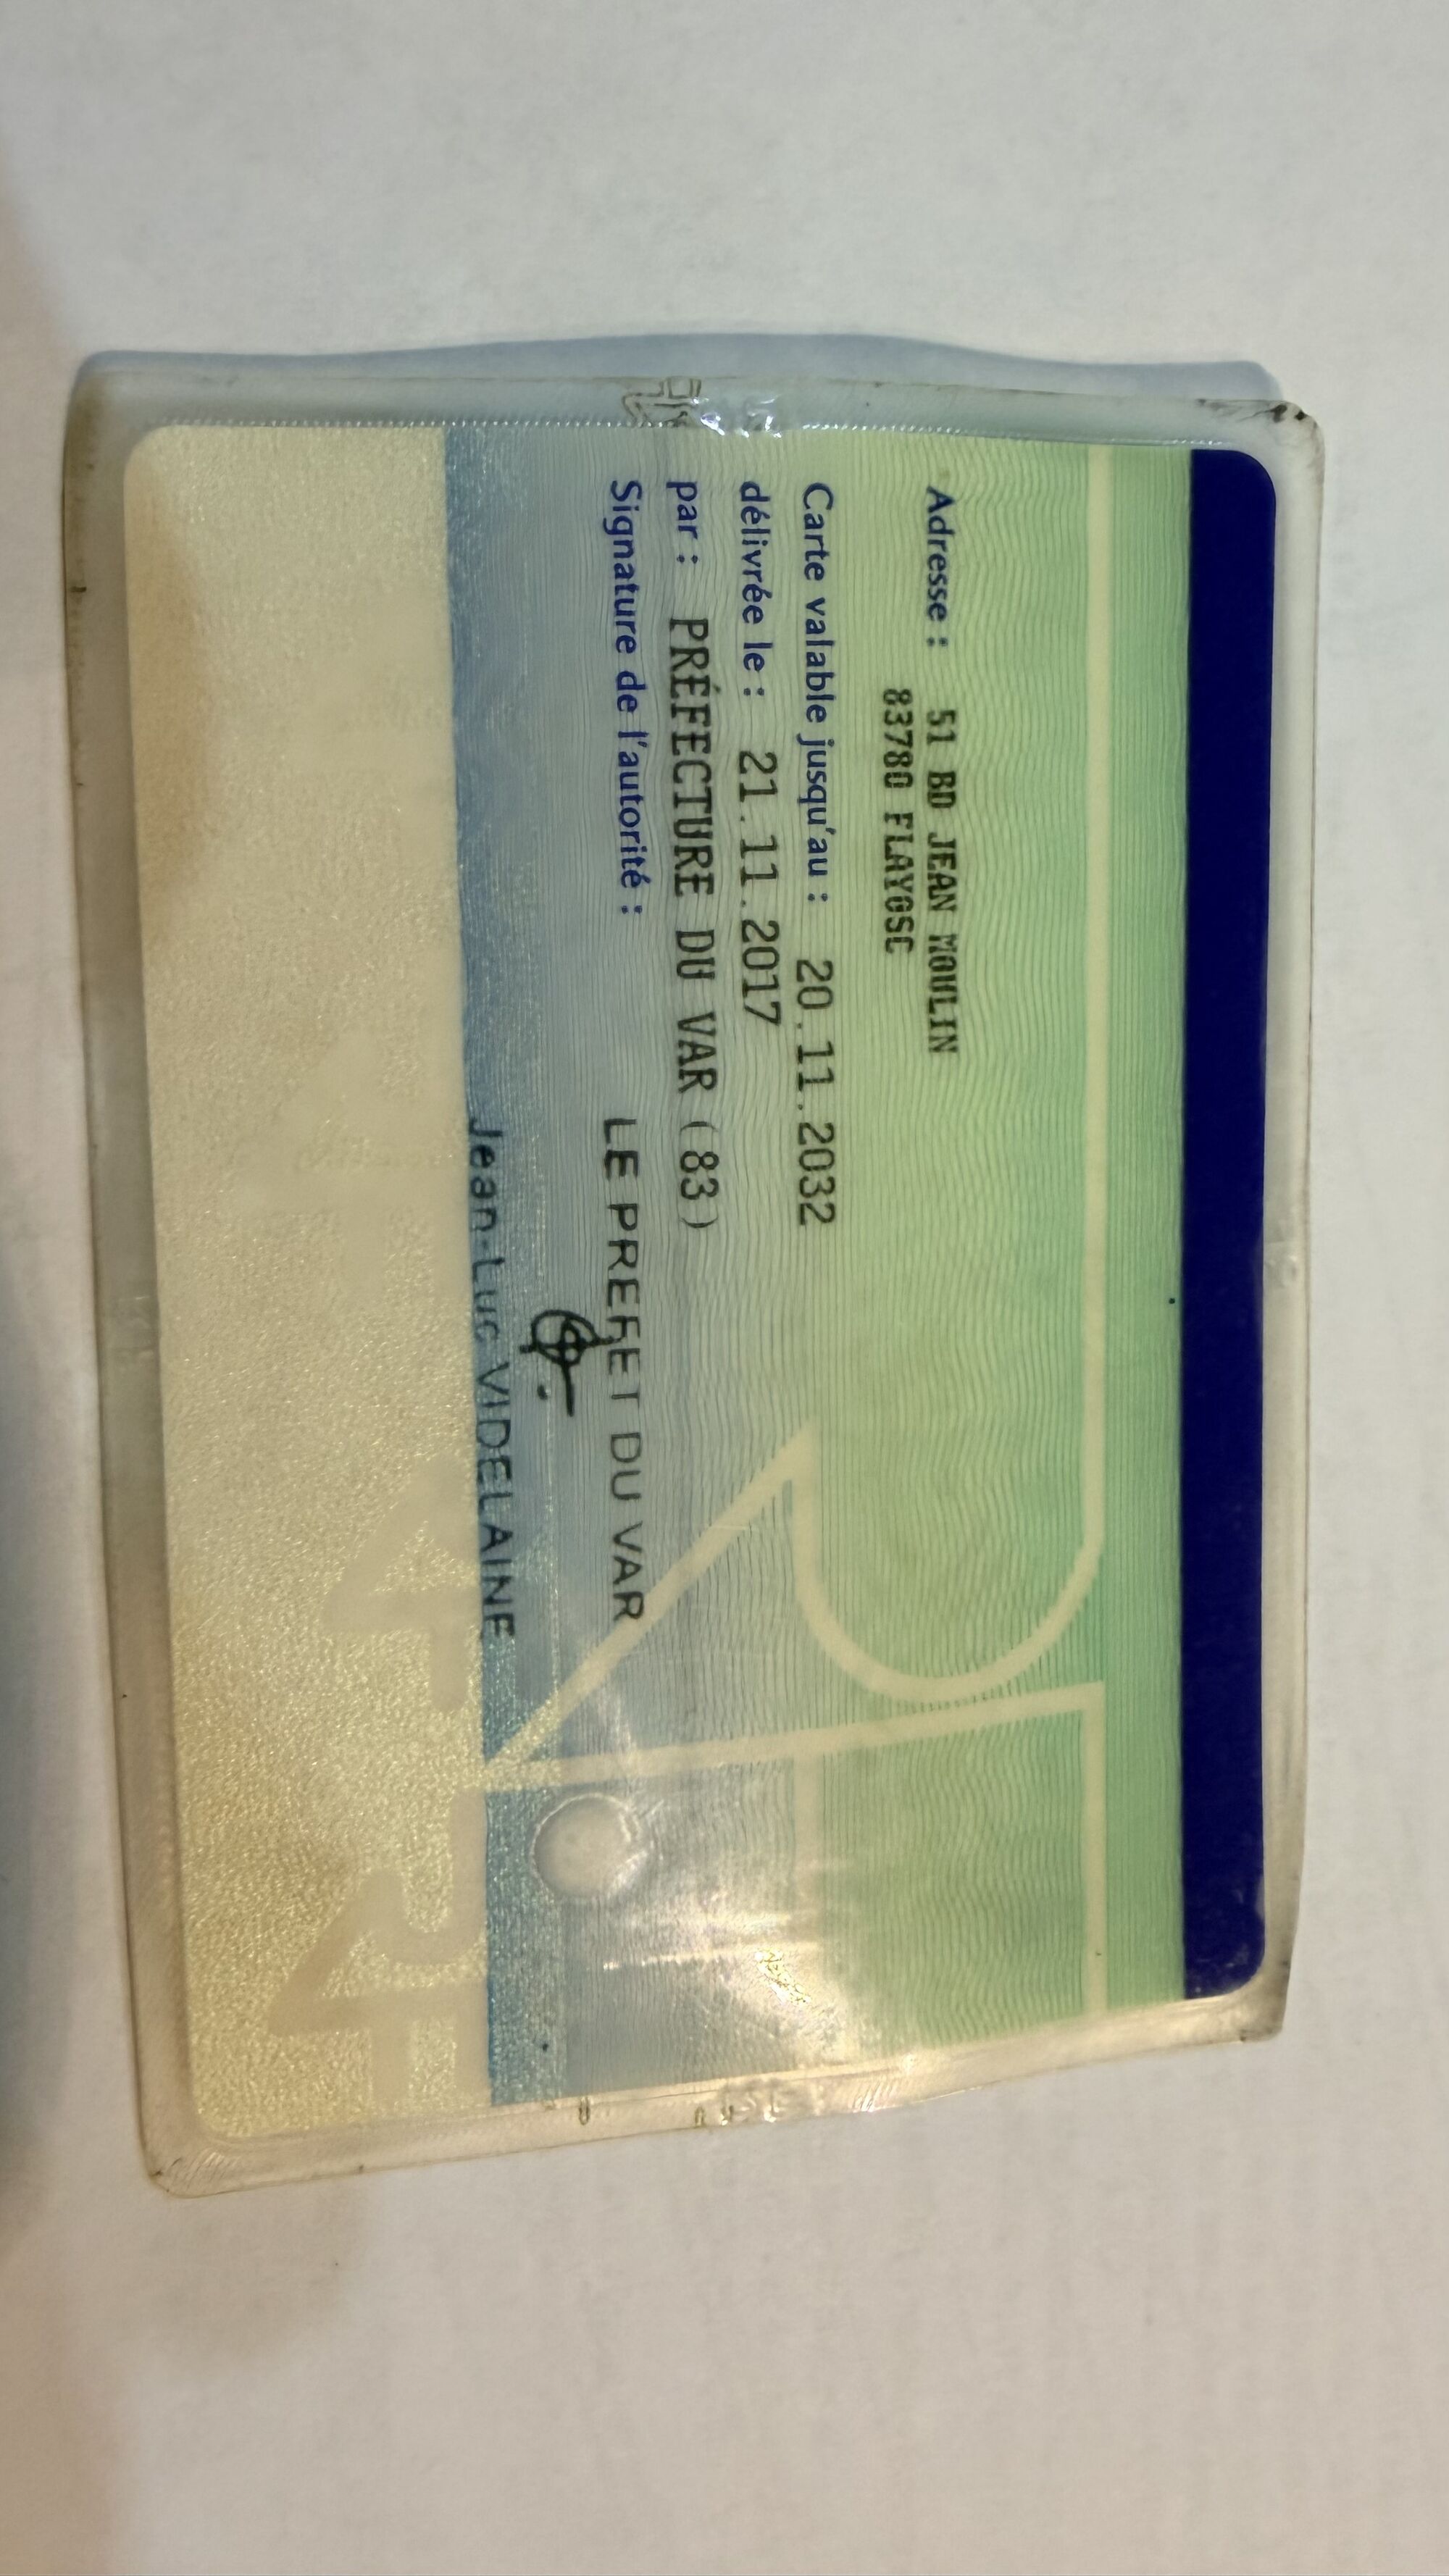 Adresse : 51 BD JEAN MOULIN
83780 FLAYOSC
Carte valable jusqu'au : 20.11.2032
délivrée le : 21.11.2017
par : PRÉFECTURE DU VAR (83)
Signature de l'autorité :
LE PREFET DU VAR
Jean-Luc VIDELAINE